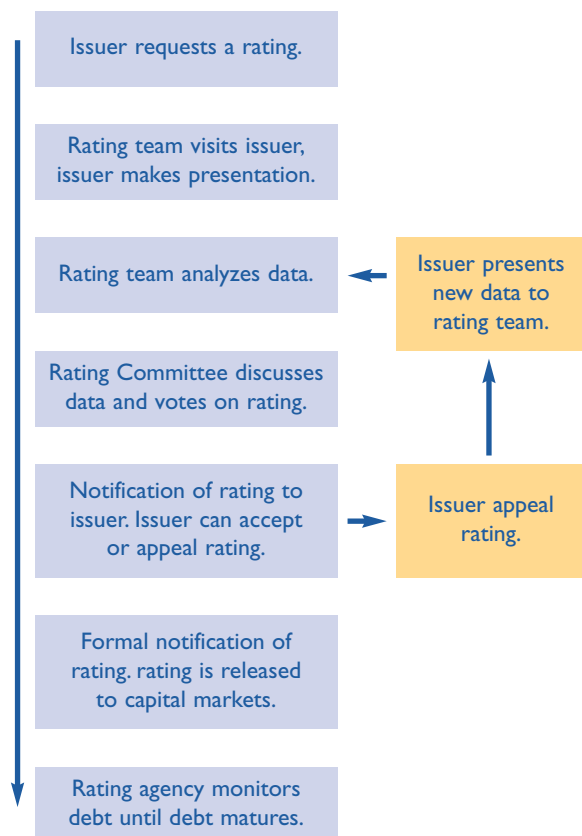 Issuer requests a rating.
Rating team visits issuer,
issuer makes presentation.
Rating team analyzes data.
Issuer presents
new data to
rating team.
Rating Committee discusses
data and votes on rating.
Notification of rating to
issuer. Issuer can accept
or appeal rating.
Issuer appeal
rating.
Formal notification of
rating. rating is released
to capital markets.
Rating agency monitors
debt until debt matures.